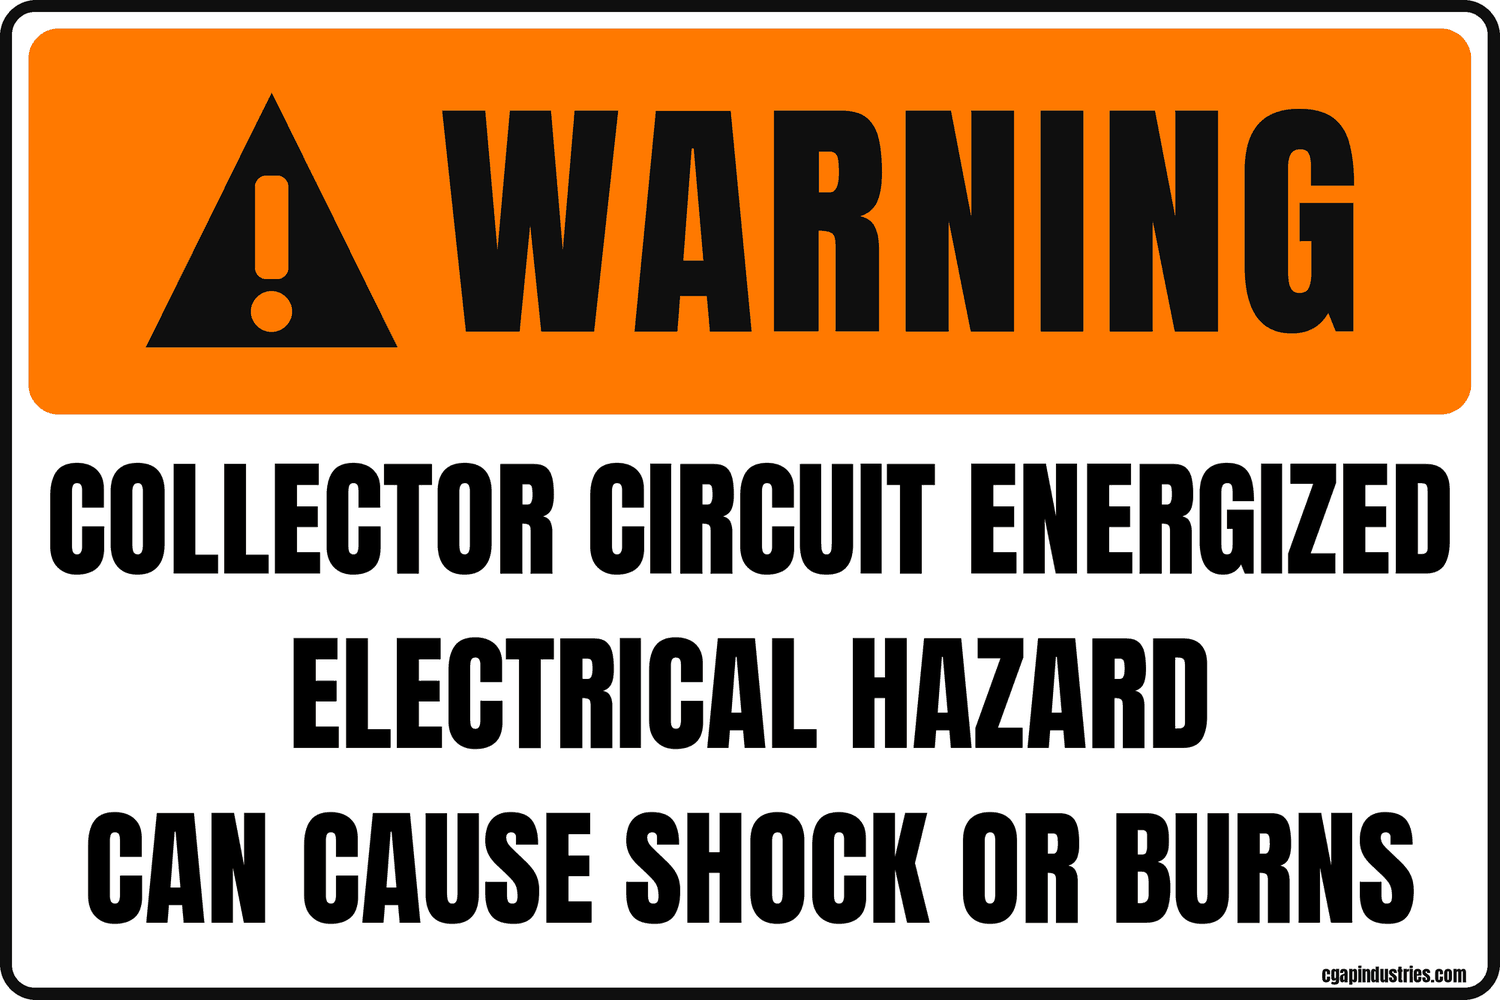 WARNING
COLLECTOR CIRCUIT ENERGIZED
ELECTRICAL HAZARD
CAN CAUSE SHOCK OR BURNS
cgapindustries.com